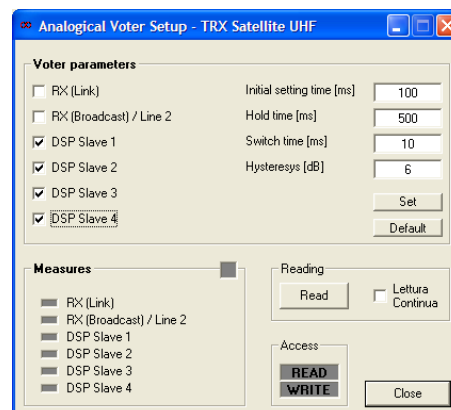 Analogical Voter Setup - TRX Satellite UHF
Voter parameters
RX (Link)
RX (Broadcast) / Line 2
DSP Slave 1
DSP Slave 2
DSP Slave 3
DSP Slave 4
Initial setting time [ms] 100
Hold time [ms] 500
Switch time [ms] 10
Hysteresys [dB] 6
Set
Default
Measures
RX (Link)
RX (Broadcast) / Line 2
DSP Slave 1
DSP Slave 2
DSP Slave 3
DSP Slave 4
Reading
Read
Lettura
Continua
Access
READ
WRITE
Close